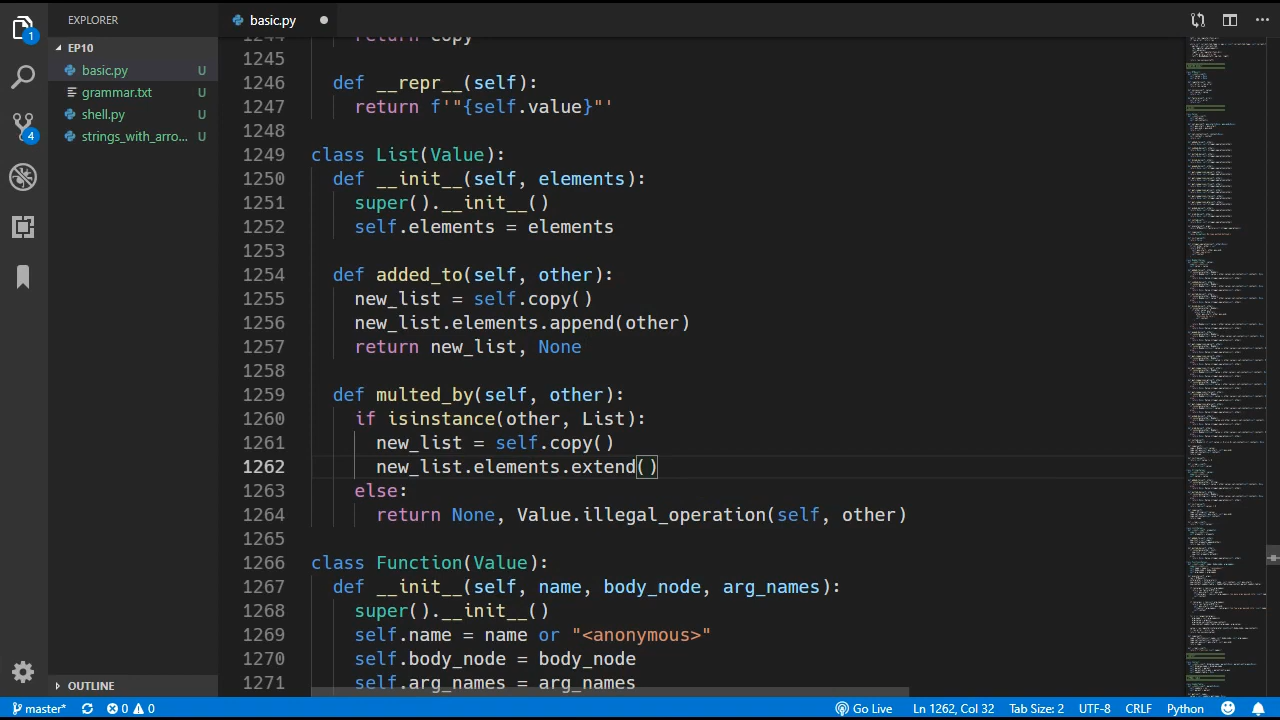 EXPLORER
basic.py
EP10
basic.py U
grammar.txt U
shell.py U
strings_with_arro... U
OUTLINE
1
4
1244 return copy
1245
1246 def __repr__(self):
1247 return f'"{self.value}"'
1248
1249 class List(Value):
1250 def __init__(self, elements):
1251 super().__init__()
1252 self.elements = elements
1253
1254 def added_to(self, other):
1255 new_list = self.copy()
1256 new_list.elements.append(other)
1257 return new_list, None
1258
1259 def multed_by(self, other):
1260 if isinstance(other, List):
1261 new_list = self.copy()
1262 new_list.elements.extend()
1263 else:
1264 return None, Value.illegal_operation(self, other)
1265
1266 class Function(Value):
1267 def __init__(self, name, body_node, arg_names):
1268 super().__init__()
1269 self.name = name or "<anonymous>"
1270 self.body_node = body_node
1271 self.arg_names = arg_names
master* 0 0 Go Live Ln 1262, Col 32 Tab Size: 2 UTF-8 CRLF Python